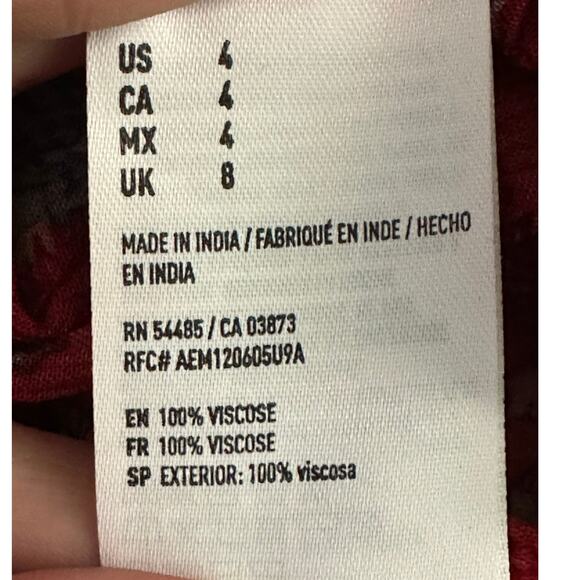 US 4
CA 4
MX 4
UK 8
MADE IN INDIA / FABRIQUÉ EN INDE / HECHO
EN INDIA
RN 54485 / CA 03873
RFC# AEM120605U9A
EN 100% VISCOSE
FR 100% VISCOSE
SP EXTERIOR: 100% viscosa